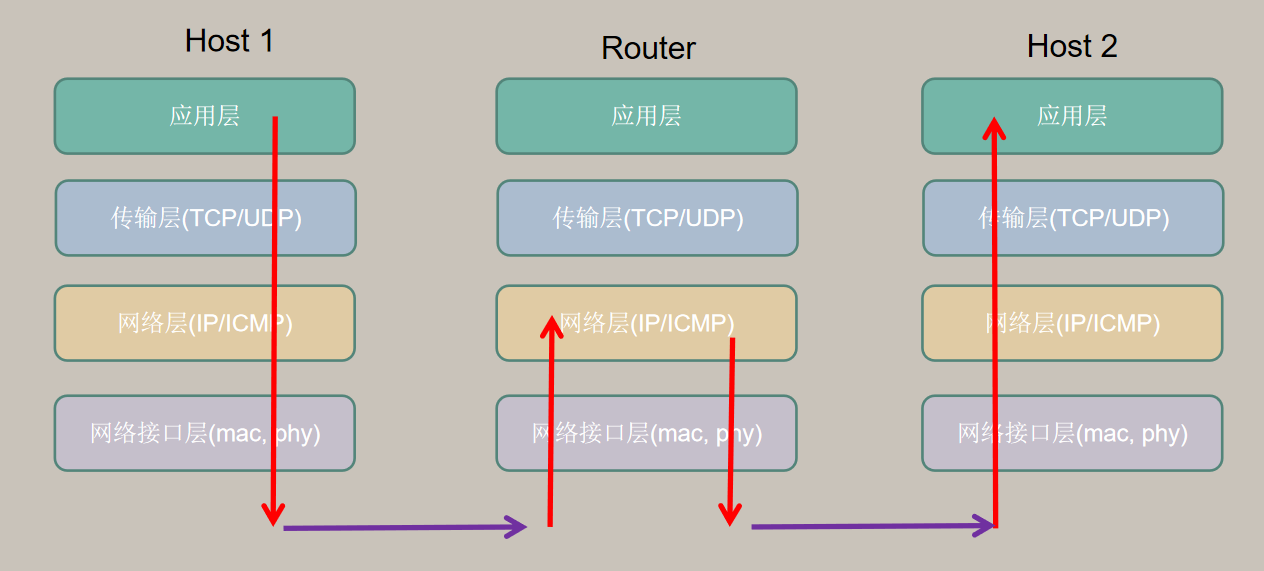 Host 1
Router
Host 2
应用层
应用层
应用层
传输层(TCP/UDP)
传输层(TCP/UDP)
传输层(TCP/UDP)
网络层(IP/ICMP)
网络层(IP/ICMP)
网络层(IP/ICMP)
网络接口层(mac, phy)
网络接口层(mac, phy)
网络接口层(mac, phy)